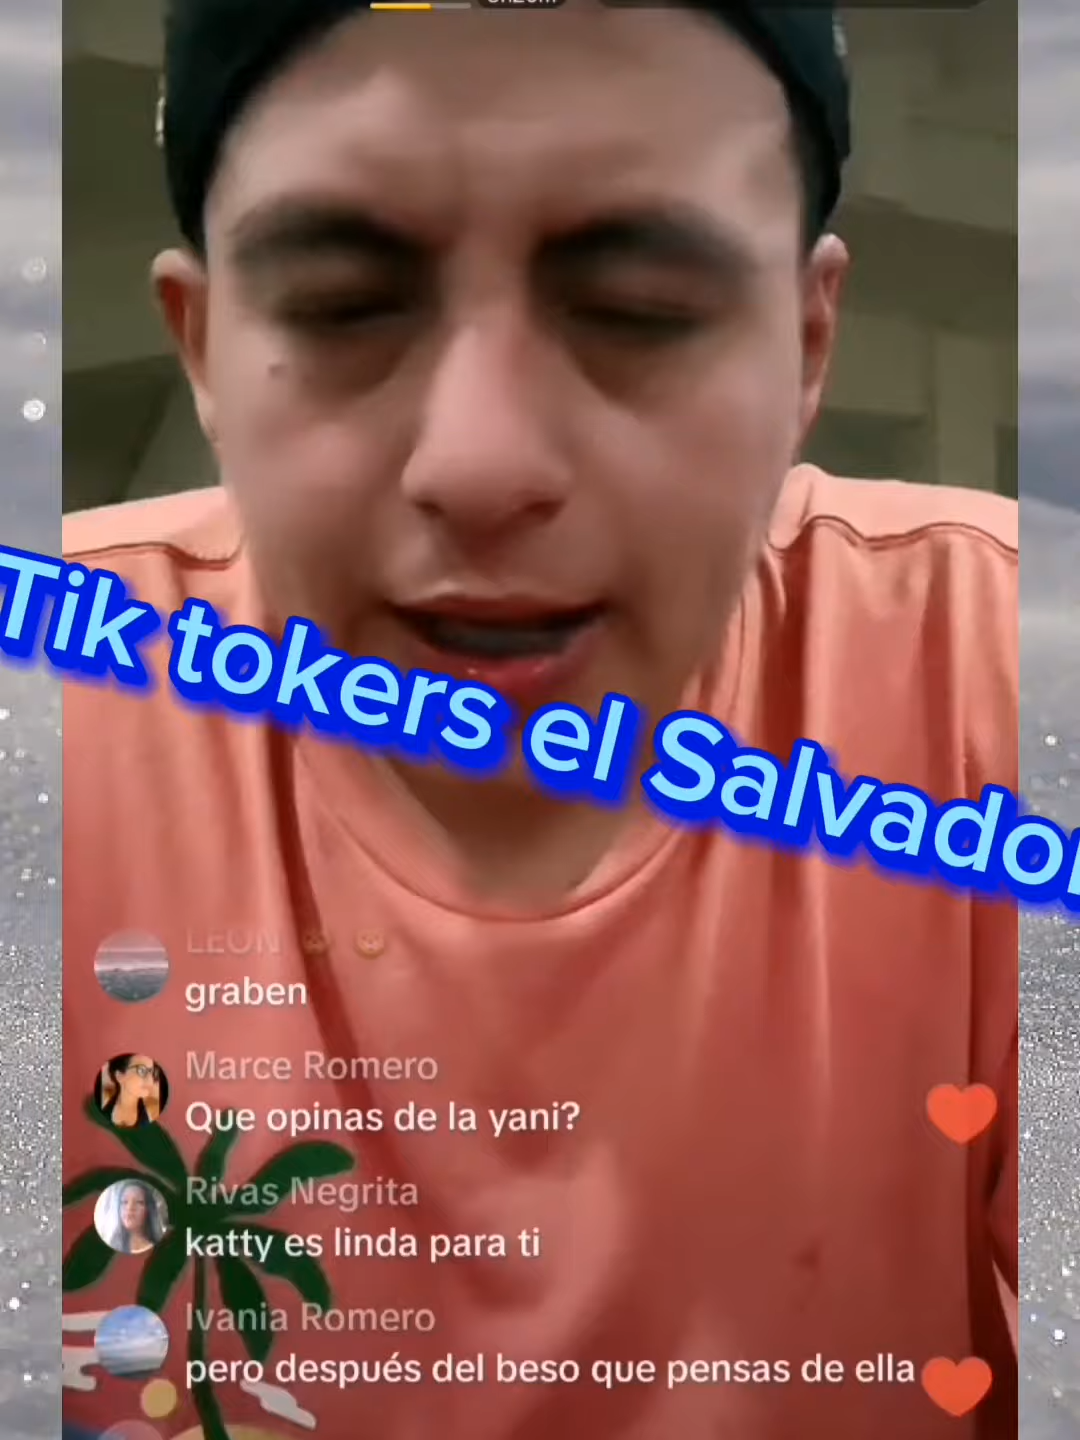 Tik tokers el Salvador
LEON
graben
Marce Romero
Que opinas de la yani?
Rivas Negrita
katty es linda para ti
Ivania Romero
pero después del beso que pensas de ella